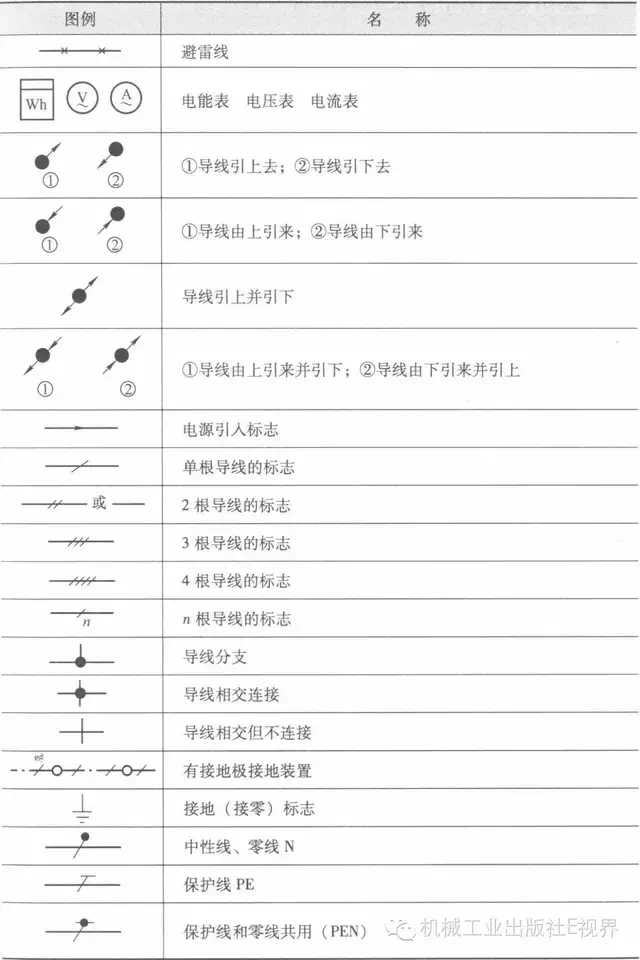 图例 名 称
避雷线
Wh V A 电能表 电压表 电流表
① ② ①导线引上去；②导线引下去
① ② ①导线由上引来；②导线由下引来
导线引上并引下
① ② ①导线由上引来并引下；②导线由下引来并引上
电源引入标志
单根导线的标志
或 2 根导线的标志
3 根导线的标志
4 根导线的标志
n n 根导线的标志
导线分支
导线相交连接
导线相交但不连接
有接地极接地装置
接地（接零）标志
中性线、零线 N
保护线 PE
保护线和零线共用（PEN）
机械工业出版社E视界